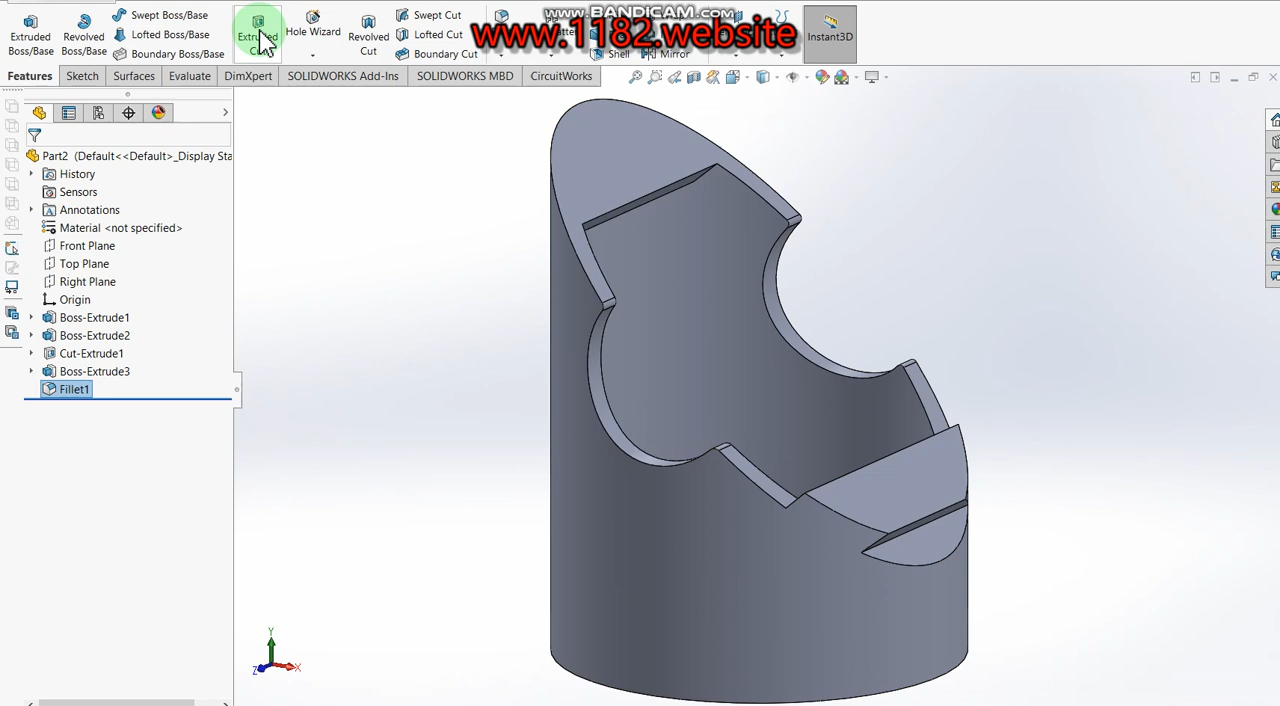 www.BANDICAM.com
www.1182.website
Extruded Boss/Base
Revolved Boss/Base
Swept Boss/Base
Lofted Boss/Base
Boundary Boss/Base
Extruded
Hole Wizard
Revolved Cut
Swept Cut
Lofted Cut
Boundary Cut
Shell
Mirror
Instant3D
Features
Sketch
Surfaces
Evaluate
DimXpert
SOLIDWORKS Add-Ins
SOLIDWORKS MBD
CircuitWorks
Part2 (Default<<Default>_Display Sta
History
Sensors
Annotations
Material <not specified>
Front Plane
Top Plane
Right Plane
Origin
Boss-Extrude1
Boss-Extrude2
Cut-Extrude1
Boss-Extrude3
Fillet1
Y
X
Z